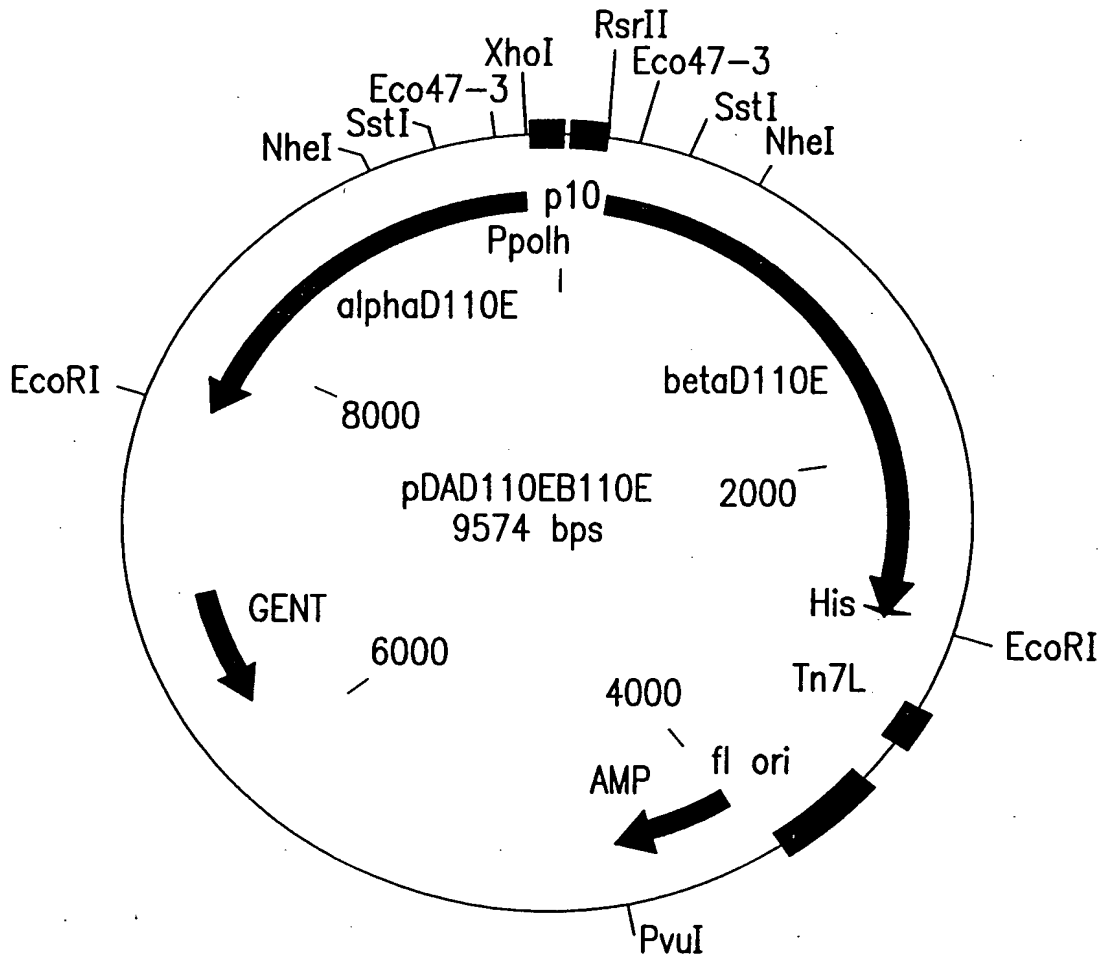 RsrII
XhoI
Eco47-3
Eco47-3
SstI
SstI
NheI
NheI
p10
Ppolh
alphaD110E
EcoRI
betaD110E
8000
pDAD110EB110E
2000
9574 bps
His
GENT
EcoRI
6000
Tn7L
4000
fl ori
AMP
PvuI